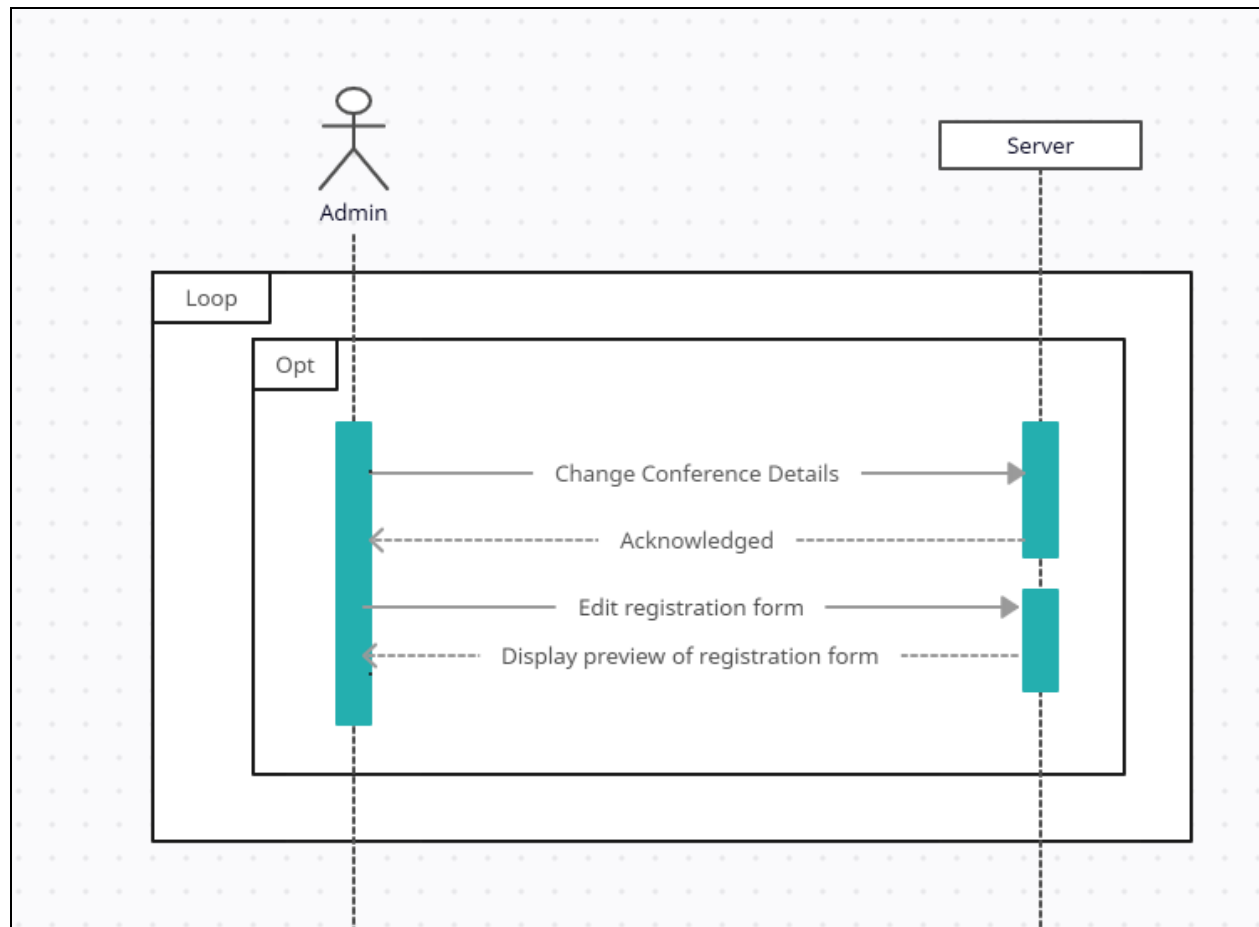 Server
Admin
Loop
Opt
Change Conference Details
Acknowledged
Edit registration form
Display preview of registration form